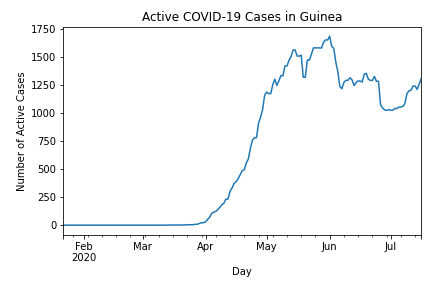 Active COVID-19 Cases in Guinea
1750
1500
1250
1000
750
500
250
0
Number of Active Cases
Feb
2020
Mar
Apr
May
Jun
Jul
Day